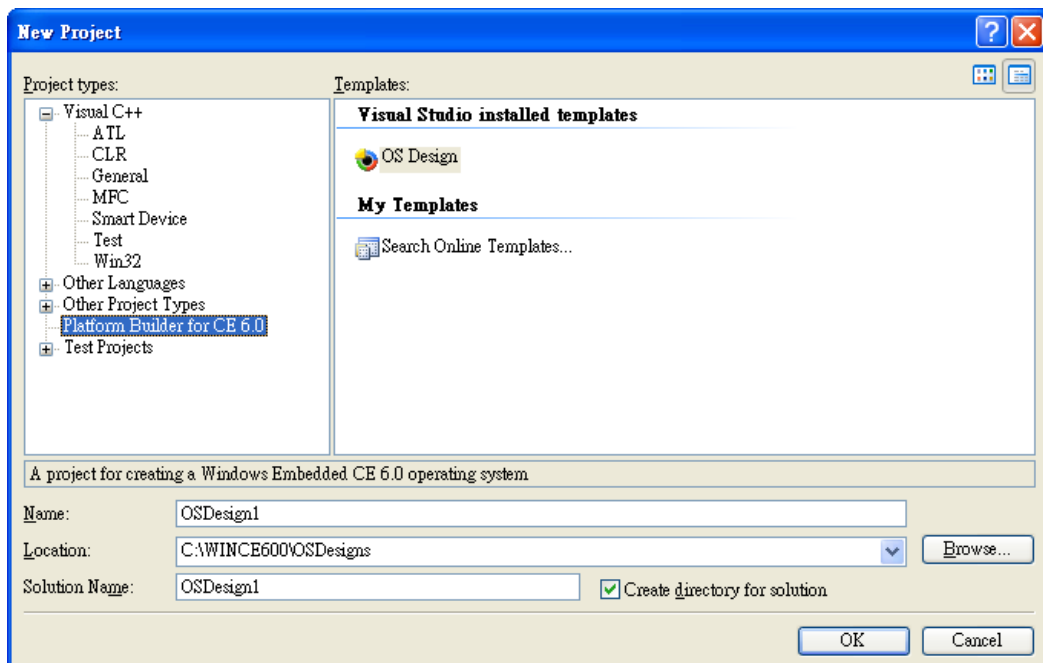 New Project
Project types:
Templates:
Visual C++
ATL
CLR
General
MFC
Smart Device
Test
Win32
Other Languages
Other Project Types
Platform Builder for CE 6.0
Test Projects
Visual Studio installed templates
OS Design
My Templates
Search Online Templates...
A project for creating a Windows Embedded CE 6.0 operating system
Name: OSDesign1
Location: C:\WINCE600\OSDesigns Browse...
Solution Name: OSDesign1 Create directory for solution
OK Cancel